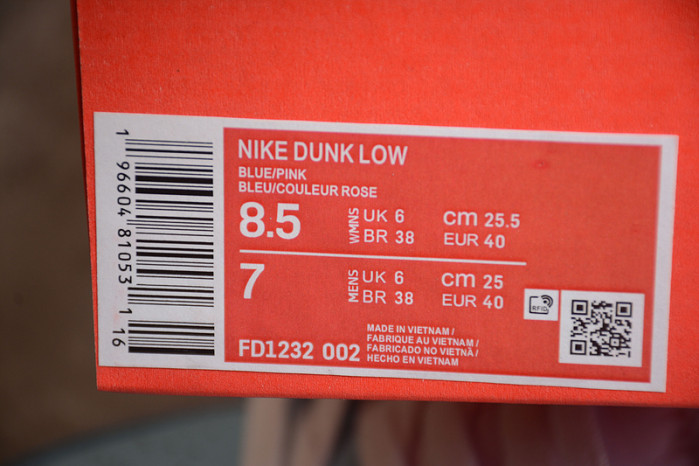 1 96604 81053 1 16
NIKE DUNK LOW
BLUE/PINK
BLEU/COULEUR ROSE
8.5 WMNS UK 6 cm 25.5
BR 38 EUR 40
7 MENS UK 6 cm 25
BR 38 EUR 40
RFID
FD1232 002
MADE IN VIETNAM /
FABRIQUE AU VIETNAM /
FABRICADO NO VIETNÃ /
HECHO EN VIETNAM